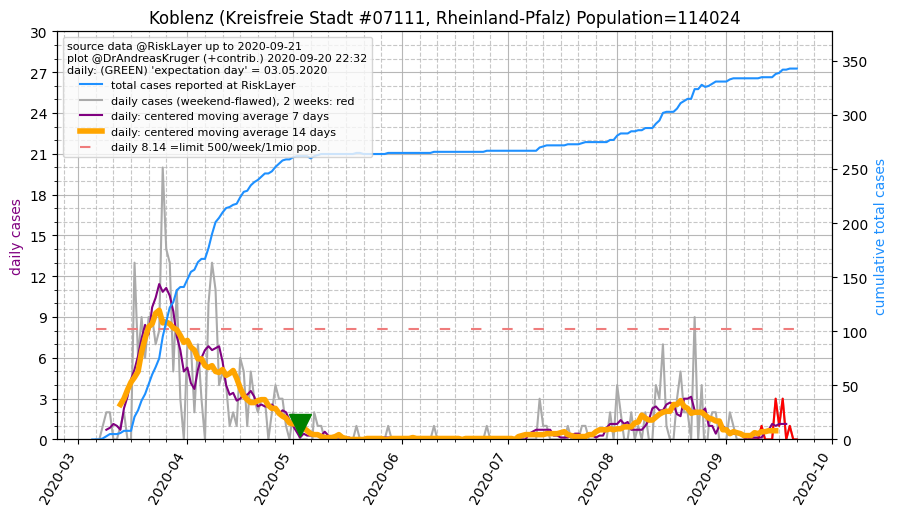 Koblenz (Kreisfreie Stadt #07111, Rheinland-Pfalz) Population=114024
source data @RiskLayer up to 2020-09-21
plot @DrAndreasKruger (+contrib.) 2020-09-20 22:32
daily: (GREEN) 'expectation day' = 03.05.2020
total cases reported at RiskLayer
daily cases (weekend-flawed), 2 weeks: red
daily: centered moving average 7 days
daily: centered moving average 14 days
daily 8.14 =limit 500/week/1mio pop.
daily cases
30
27
24
21
18
15
12
9
6
3
0
cumulative total cases
350
300
250
200
150
100
50
0
2020-03
2020-04
2020-05
2020-06
2020-07
2020-08
2020-09
2020-10